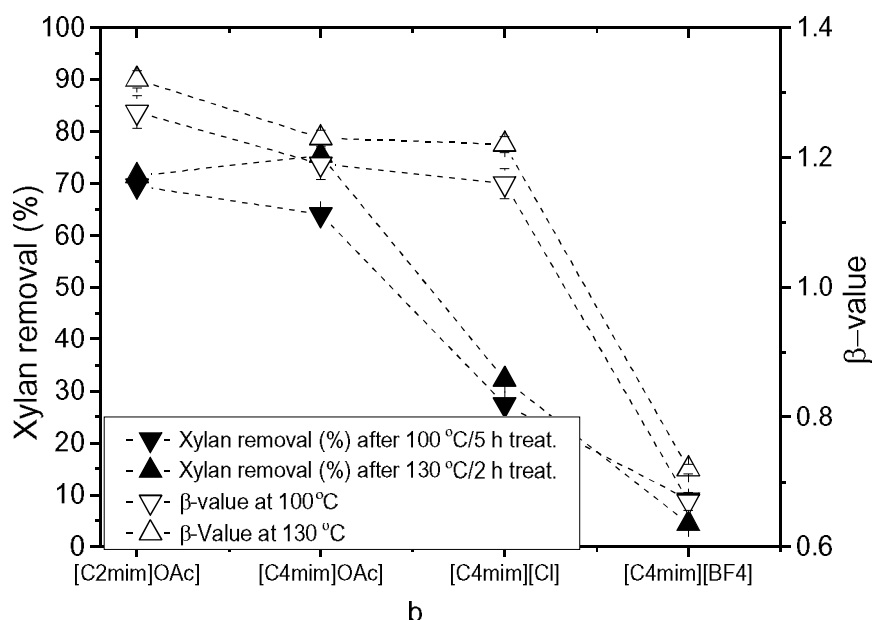 100
90
80
70
60
50
40
30
20
10
0
Xylan removal (%)
1.4
1.2
1.0
0.8
0.6
β−value
Xylan removal (%) after 100 °C/5 h treat.
Xylan removal (%) after 130 °C/2 h treat.
β-value at 100°C
β-Value at 130 °C
[C2mim]OAc]
[C4mim]OAc]
[C4mim][Cl]
[C4mim][BF4]
b